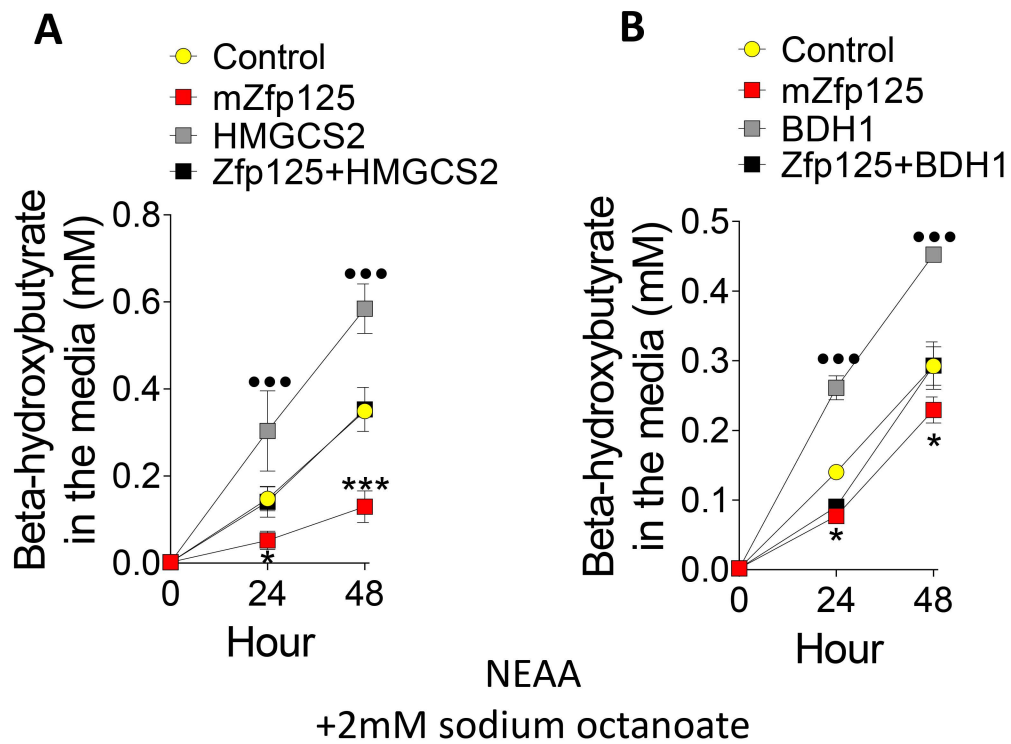 A
Control
mZfp125
HMGCS2
Zfp125+HMGCS2
Beta-hydroxybutyrate
in the media (mM)
0.8
0.6
0.4
0.2
0.0
***
*
0
24
48
Hour
B
Control
mZfp125
BDH1
Zfp125+BDH1
Beta-hydroxybutyrate
in the media (mM)
0.5
0.4
0.3
0.2
0.1
0.0
*
*
0
24
48
Hour
NEAA
+2mM sodium octanoate